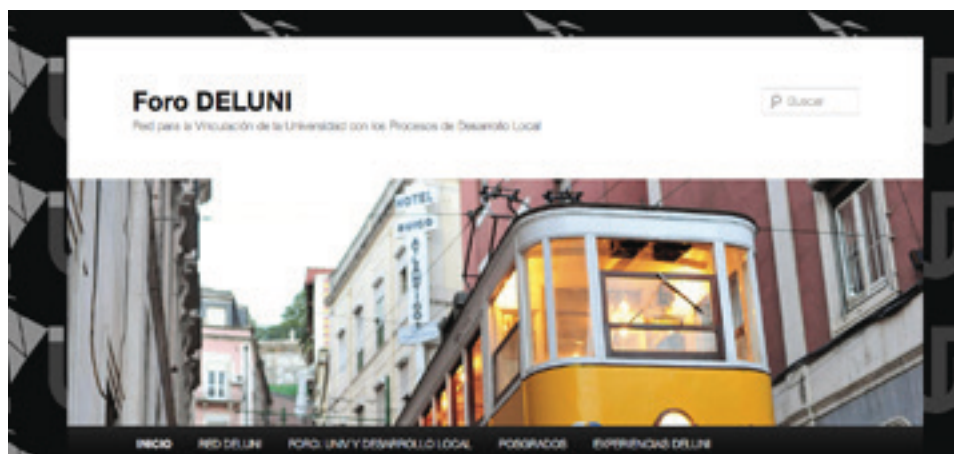 Foro DELUNI
Buscar
Red para la Vinculación de la Universidad con los Procesos de Desarrollo Local
HOTEL
INICIO RED DELUNI FORO. UNIV Y DESARROLLO LOCAL POSGRADOS EXPERIENCIAS DELUNI